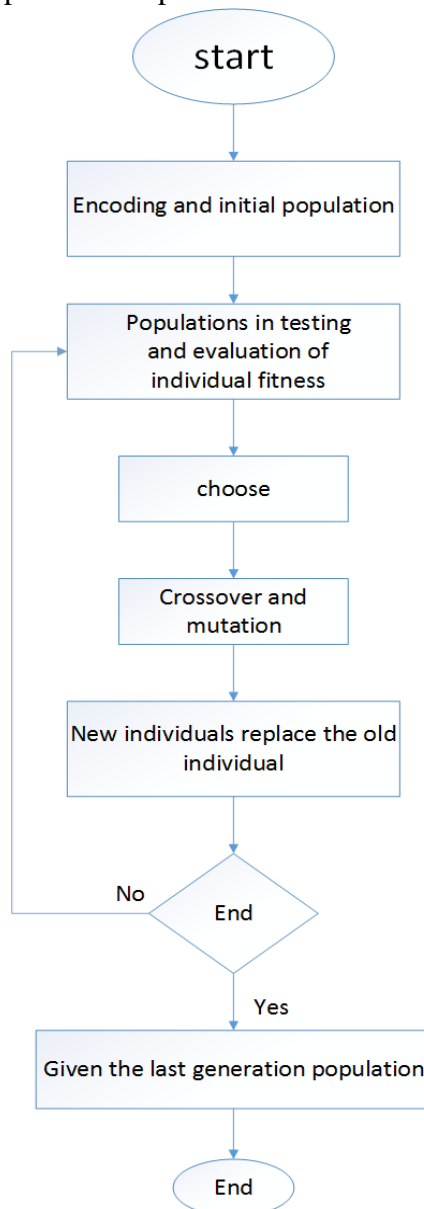 start
Encoding and initial population
Populations in testing
and evaluation of
individual fitness
choose
Crossover and
mutation
New individuals replace the old
individual
No
End
Yes
Given the last generation population
End